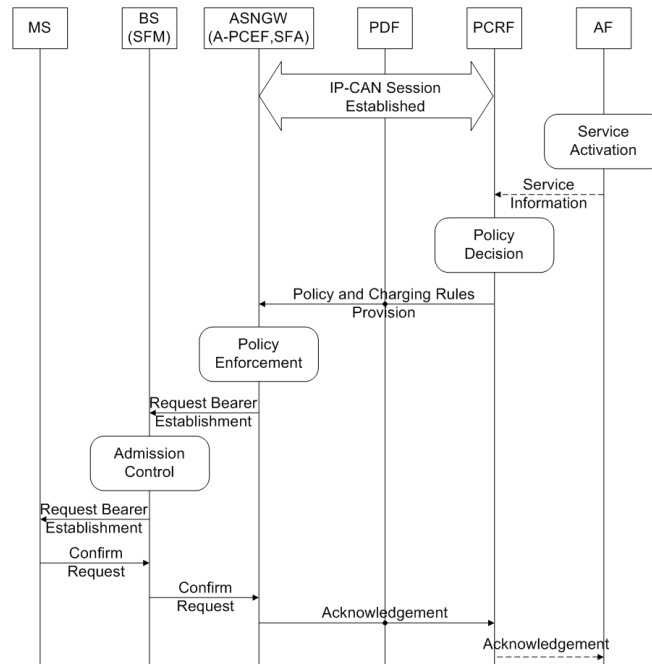 MS
BS
(SFM)
ASNGW
(A-PCEF,SFA)
PDF
PCRF
AF
IP-CAN Session
Established
Service
Activation
Service
Information
Policy
Decision
Policy and Charging Rules
Provision
Policy
Enforcement
Request Bearer
Establishment
Admission
Control
Request Bearer
Establishment
Confirm
Request
Confirm
Request
Acknowledgement
Acknowledgement